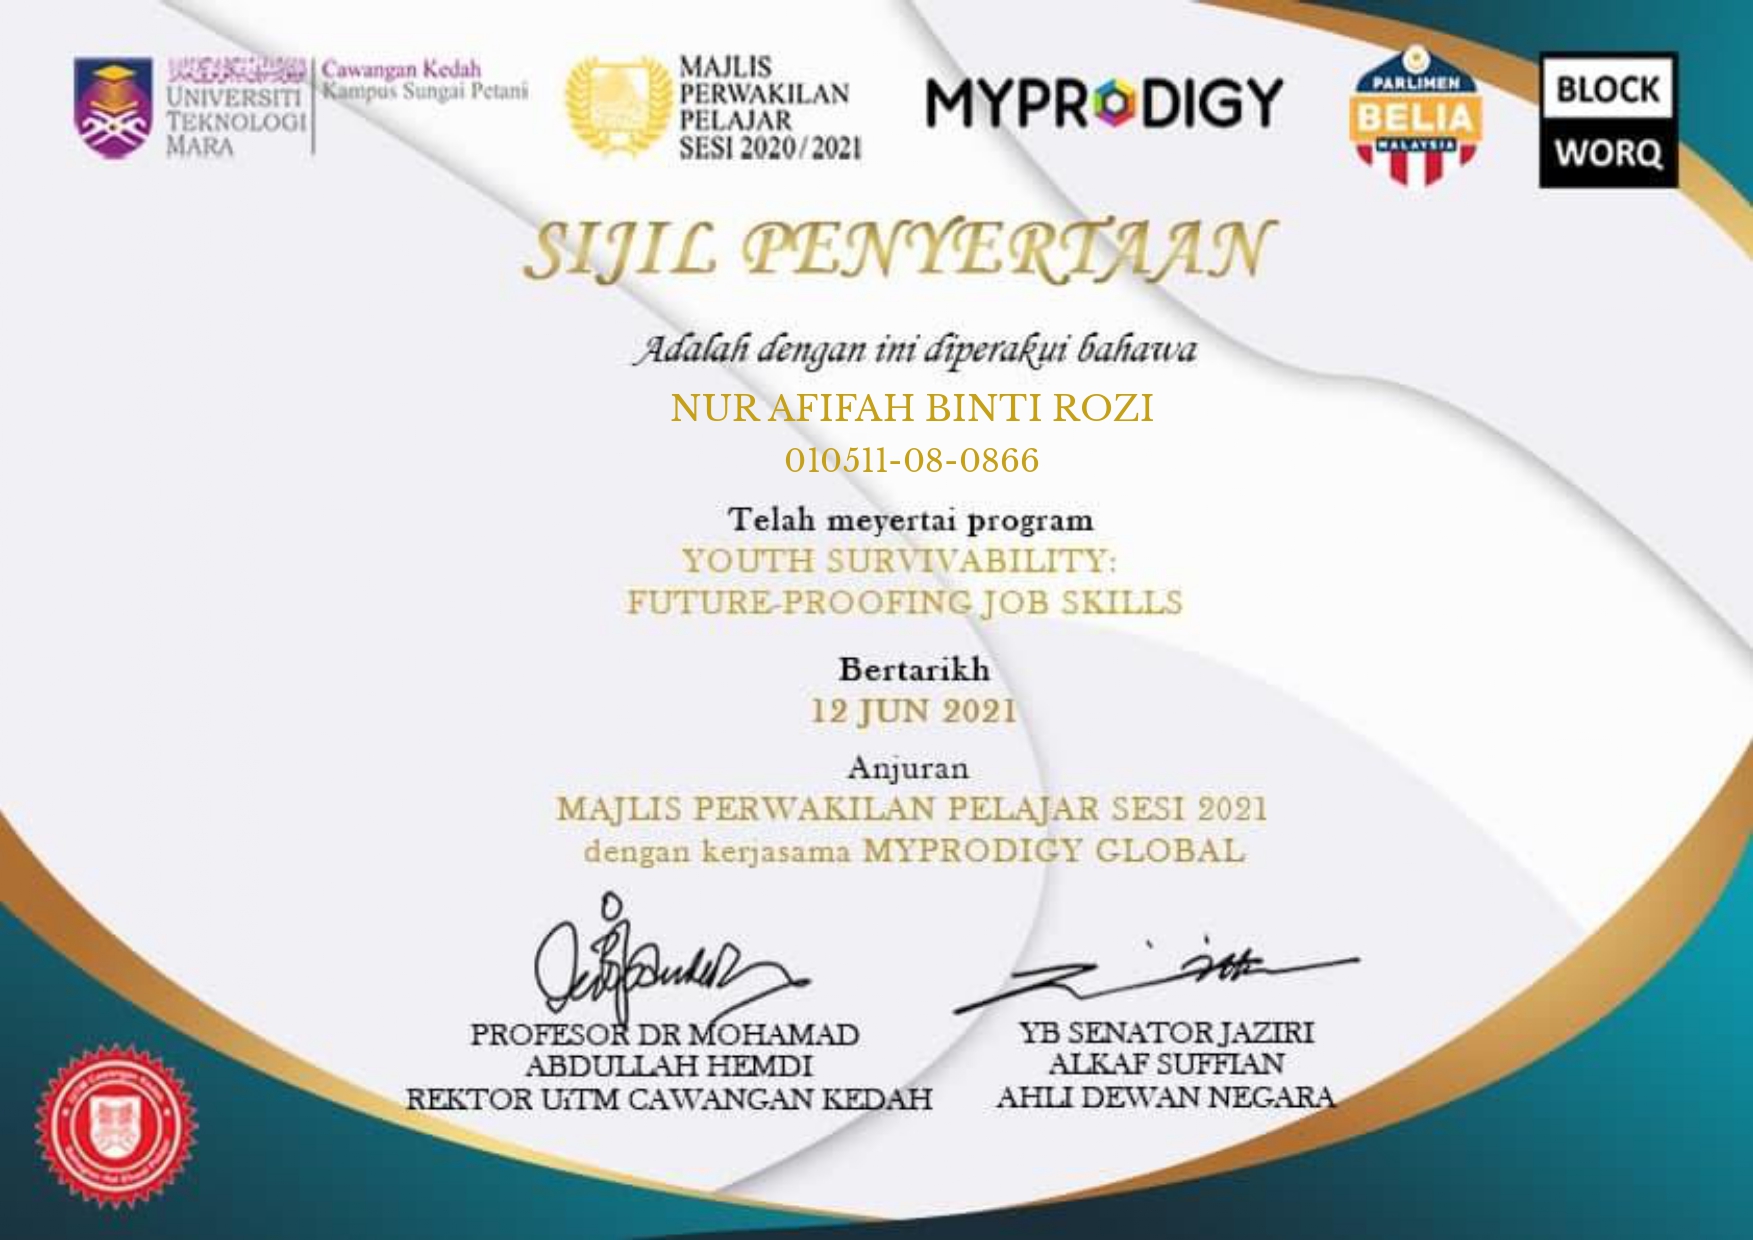 UNIVERSITI
TEKNOLOGI
MARA
Cawangan Kedah
Kampus Sungai Petani
MAJLIS
PERWAKILAN
PELAJAR
SESI 2020/2021
MYPRODIGY
PARLIMEN
BELIA
MALAYSIA
BLOCK
WORQ
SIJIL PENYERTAAN
Adalah dengan ini diperakui bahawa
NUR AFIFAH BINTI ROZI
010511-08-0866
Telah meyertai program
YOUTH SURVIVABILITY:
FUTURE-PROOFING JOB SKILLS
Bertarikh
12 JUN 2021
Anjuran
MAJLIS PERWAKILAN PELAJAR SESI 2021
dengan kerjasama MYPRODIGY GLOBAL
PROFESOR DR MOHAMAD
ABDULLAH HEMDI
REKTOR UiTM CAWANGAN KEDAH
YB SENATOR JAZIRI
ALKAF SUFFIAN
AHLI DEWAN NEGARA
UiTM Cawangan Kedah